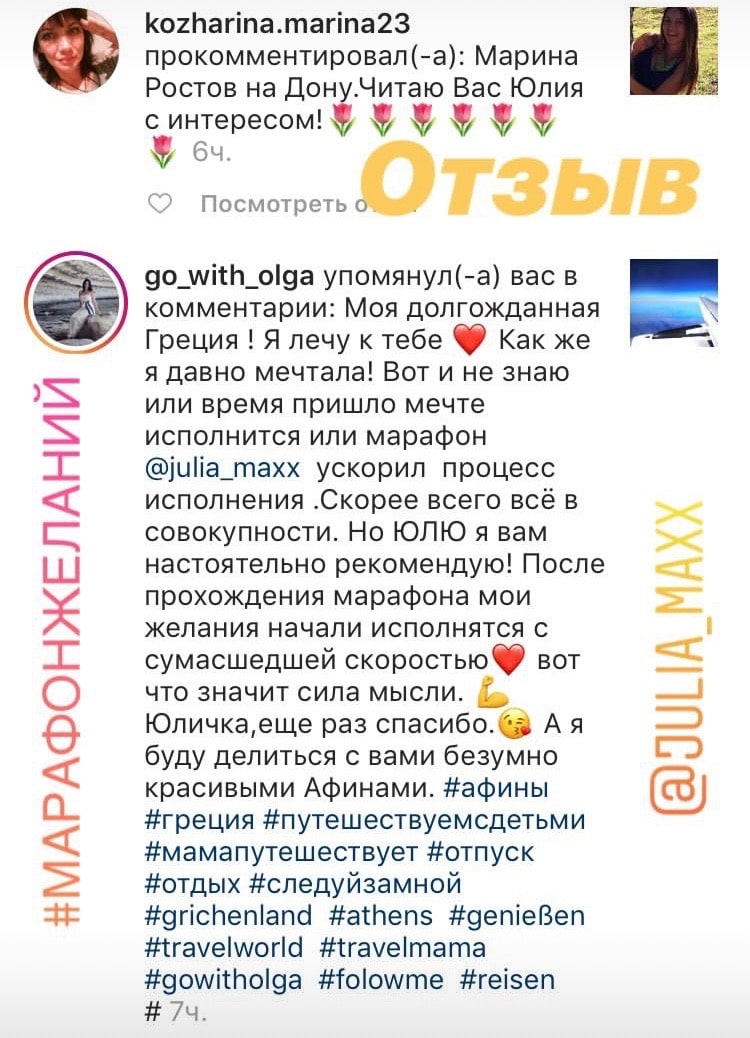 kozharina.marina23
прокомментировал(-а): Марина
Ростов на Дону.Читаю Вас Юлия
с интересом!🌷🌷🌷🌷🌷🌷
🌷 6ч.
Посмотреть
Отзыв
go_with_olga упомянул(-а) вас в
комментарии: Моя долгожданная
Греция ! Я лечу к тебе ❤️ Как же
я давно мечтала! Вот и не знаю
или время пришло мечте
исполнится или марафон
@julia_maxx ускорил процесс
исполнения .Скорее всего всё в
совокупности. Но ЮЛЮ я вам
настоятельно рекомендую! После
прохождения марафона мои
желания начали исполнятся с
сумасшедшей скоростью❤️ вот
что значит сила мысли. 💪
Юличка,еще раз спасибо.😘 А я
буду делиться с вами безумно
красивыми Афинами. #афины
#греция #путешествуемсдетьми
#мамапутешествует #отпуск
#отдых #следуйзамной
#grichenland #athens #genießen
#travelworld #travelmama
#gowitholga #folowme #reisen
# 7ч.
#МАРАФОНЖЕЛАНИЙ
@JULIA_MAXX